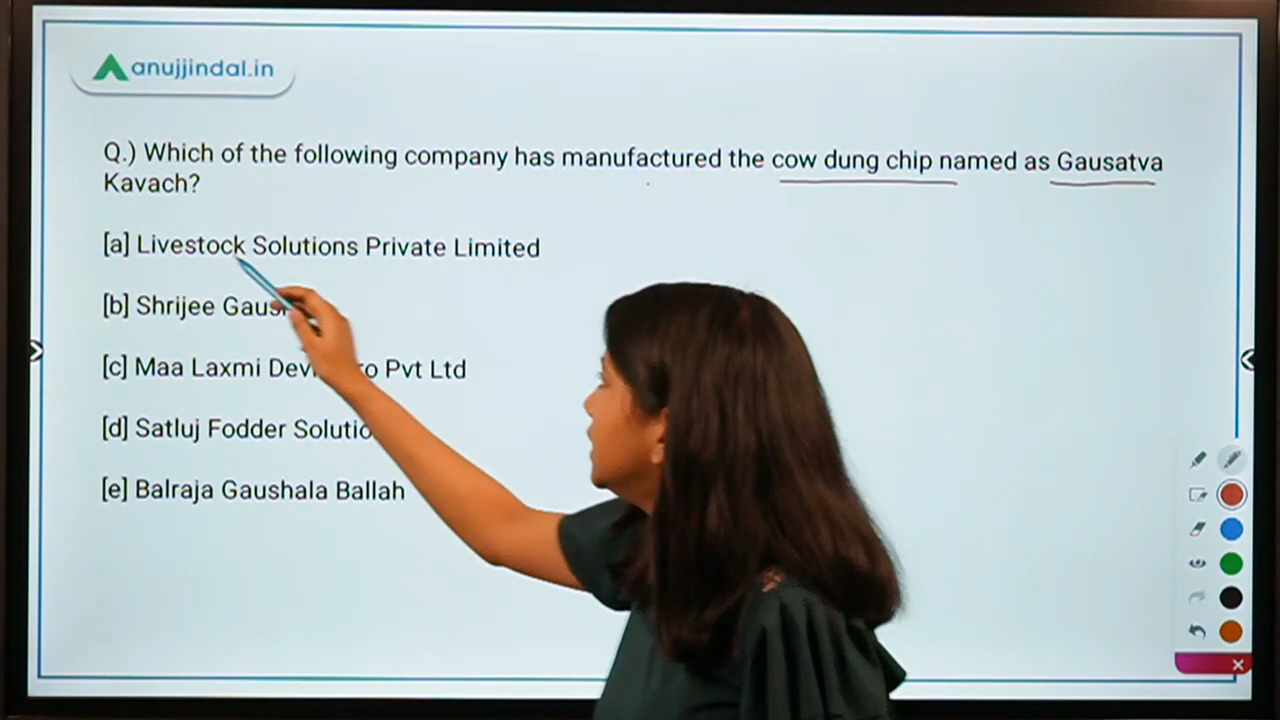 anujjindal.in
Q.) Which of the following company has manufactured the cow dung chip named as Gausatva
Kavach?
[a] Livestock Solutions Private Limited
[b] Shrijee
[c] Maa Laxmi Pvt Ltd
[d] Satluj Fodder
[e] Balraja Gaushala Ballah